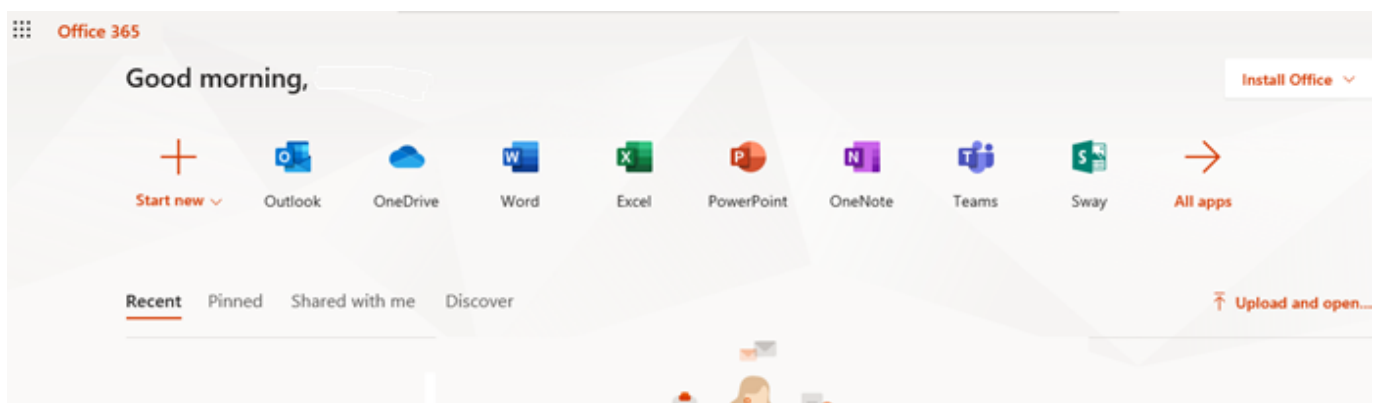 Office 365
Good morning,
Install Office
Start new
Outlook
OneDrive
Word
Excel
PowerPoint
OneNote
Teams
Sway
All apps
Recent Pinned Shared with me Discover
Upload and open...